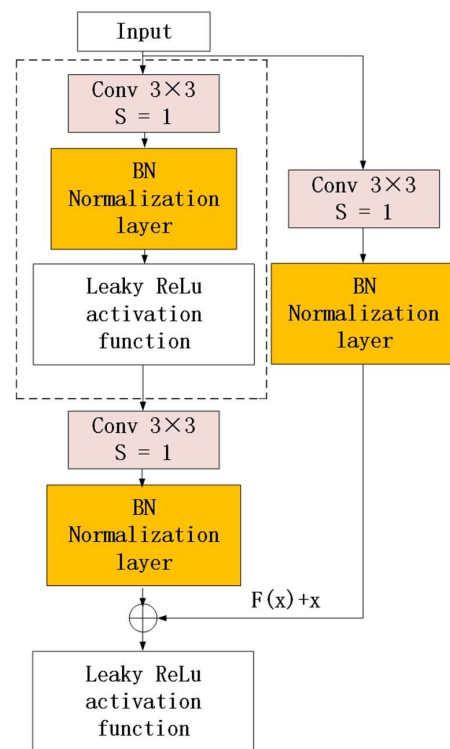 Input
Conv 3×3
S = 1
BN
Normalization
layer
Leaky ReLu
activation
function
Conv 3×3
S = 1
BN
Normalization
layer
Conv 3×3
S = 1
BN
Normalization
layer
F(x)+x
Leaky ReLu
activation
function